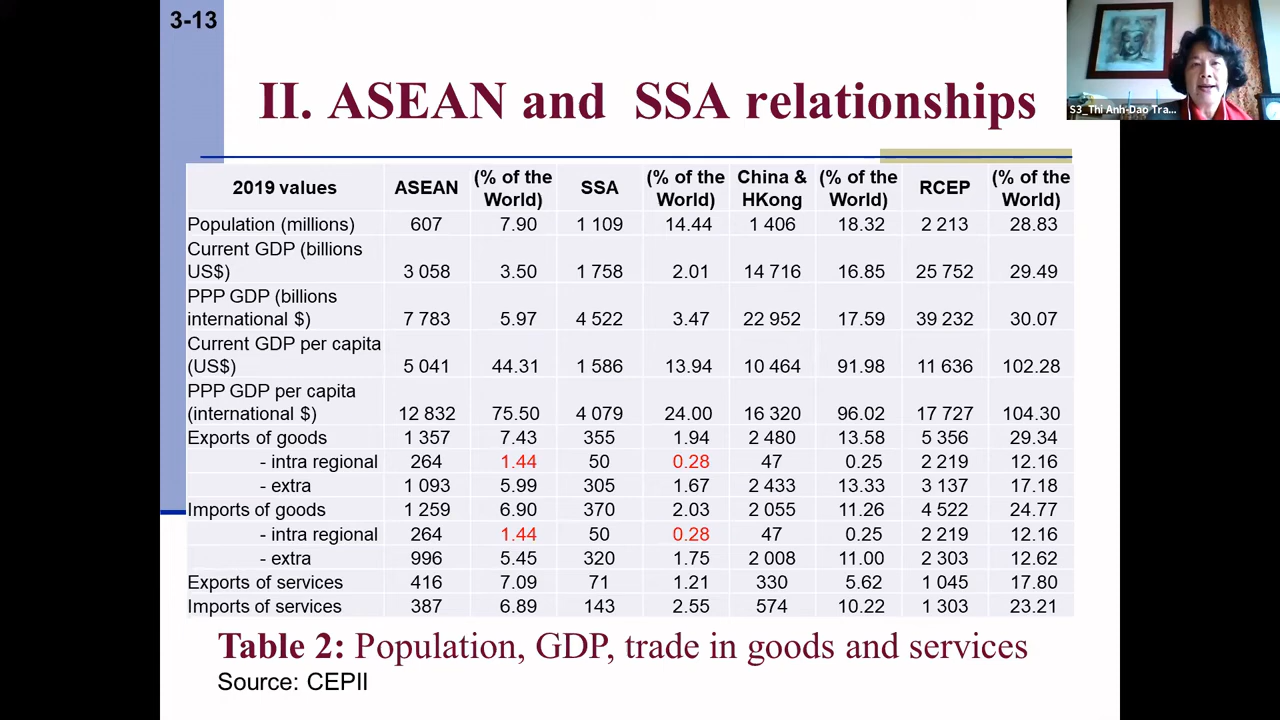 3-13
II. ASEAN and SSA relationships
S3_Thi Anh-Dao Tra...
2019 values ASEAN (% of the World) SSA (% of the World) China & HKong (% of the World) RCEP (% of the World)
Population (millions) 607 7.90 1 109 14.44 1 406 18.32 2 213 28.83
Current GDP (billions
US$) 3 058 3.50 1 758 2.01 14 716 16.85 25 752 29.49
PPP GDP (billions
international $) 7 783 5.97 4 522 3.47 22 952 17.59 39 232 30.07
Current GDP per capita
(US$) 5 041 44.31 1 586 13.94 10 464 91.98 11 636 102.28
PPP GDP per capita
(international $) 12 832 75.50 4 079 24.00 16 320 96.02 17 727 104.30
Exports of goods 1 357 7.43 355 1.94 2 480 13.58 5 356 29.34
- intra regional 264 1.44 50 0.28 47 0.25 2 219 12.16
- extra 1 093 5.99 305 1.67 2 433 13.33 3 137 17.18
Imports of goods 1 259 6.90 370 2.03 2 055 11.26 4 522 24.77
- intra regional 264 1.44 50 0.28 47 0.25 2 219 12.16
- extra 996 5.45 320 1.75 2 008 11.00 2 303 12.62
Exports of services 416 7.09 71 1.21 330 5.62 1 045 17.80
Imports of services 387 6.89 143 2.55 574 10.22 1 303 23.21
Table 2: Population, GDP, trade in goods and services
Source: CEPII